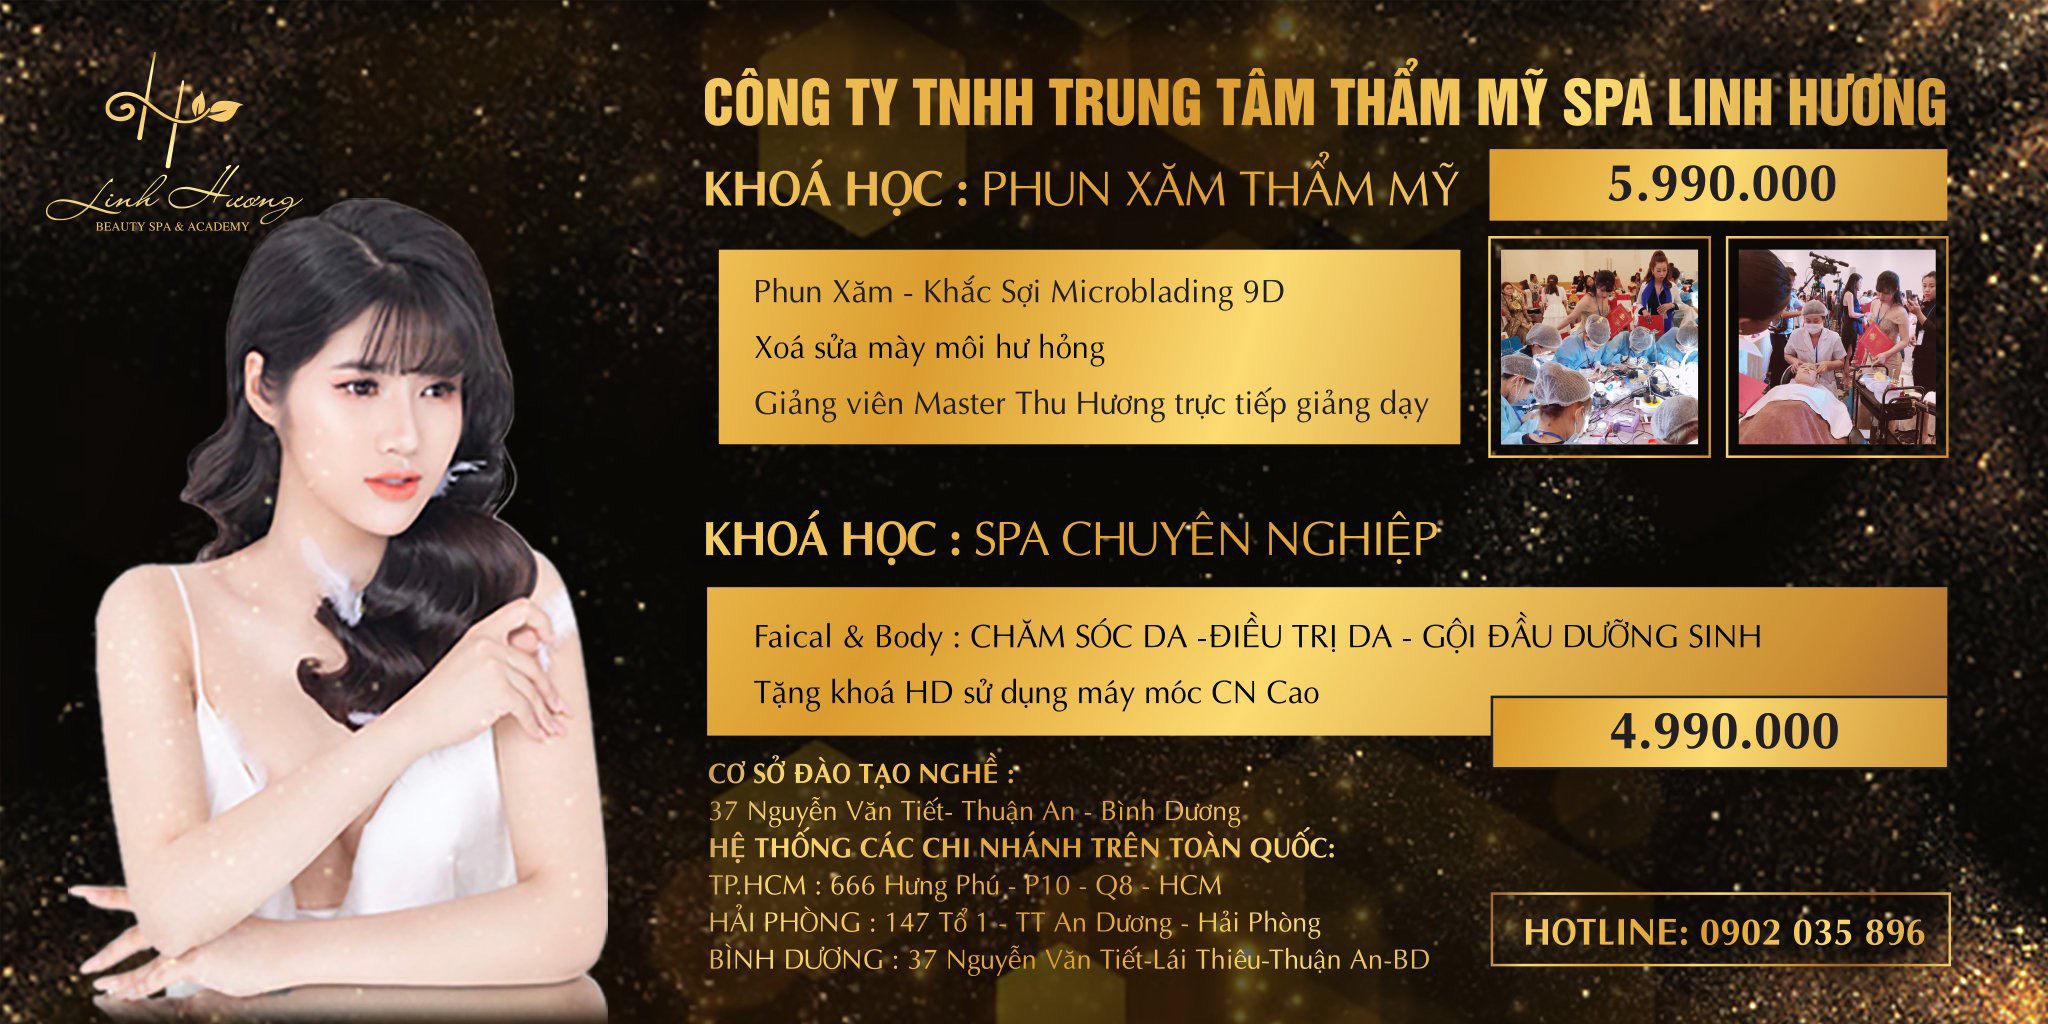 Linh Hương
BEAUTY SPA & ACADEMY
CÔNG TY TNHH TRUNG TÂM THẨM MỸ SPA LINH HƯƠNG
KHOÁ HỌC : PHUN XĂM THẨM MỸ
5.990.000
Phun Xăm - Khắc Sợi Microblading 9D
Xoá sửa mày môi hư hỏng
Giảng viên Master Thu Hương trực tiếp giảng dạy
KHOÁ HỌC : SPA CHUYÊN NGHIỆP
Faical & Body : CHĂM SÓC DA -ĐIỀU TRỊ DA - GỘI ĐẦU DƯỠNG SINH
Tặng khoá HD sử dụng máy móc CN Cao
4.990.000
CƠ SỞ ĐÀO TẠO NGHỀ :
37 Nguyễn Văn Tiết- Thuận An - Bình Dương
HỆ THỐNG CÁC CHI NHÁNH TRÊN TOÀN QUỐC:
TP.HCM : 666 Hưng Phú - P10 - Q8 - HCM
HẢI PHÒNG : 147 Tổ 1 - TT An Dương - Hải Phòng
BÌNH DƯƠNG : 37 Nguyễn Văn Tiết-Lái Thiêu-Thuận An-BD
HOTLINE: 0902 035 896